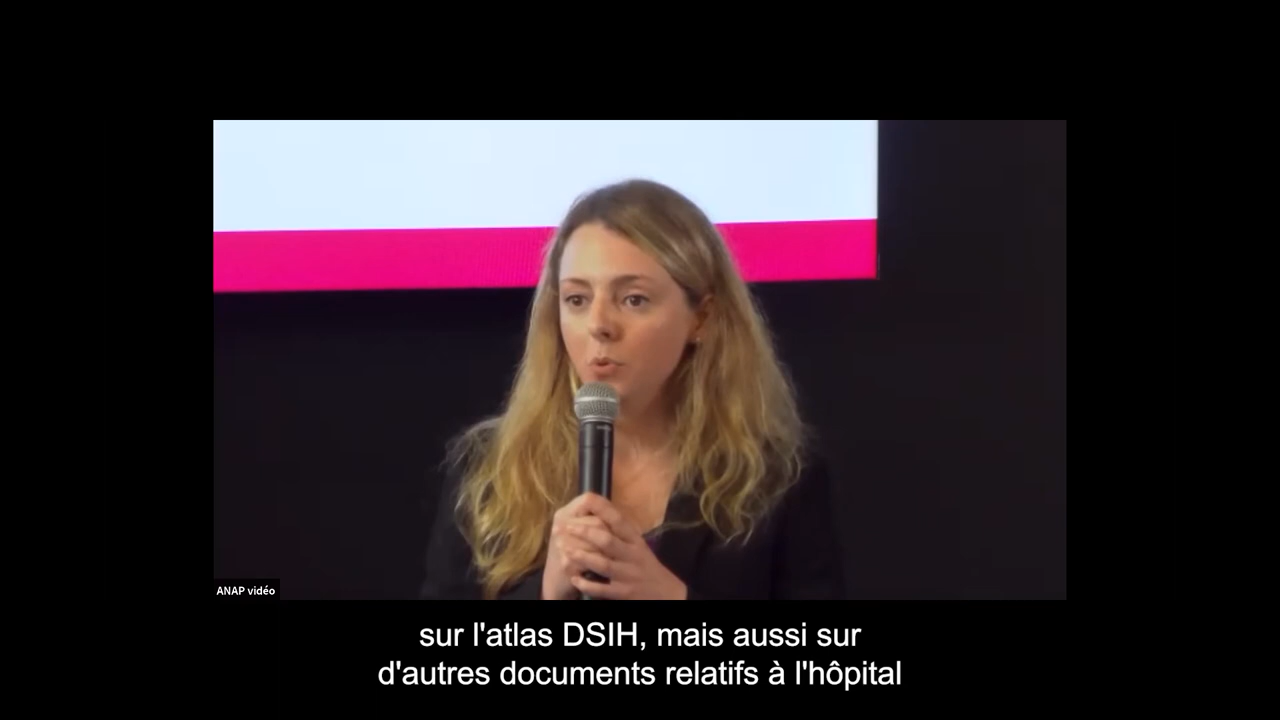 ANAP vidéo
sur l'atlas DSIH, mais aussi sur
d'autres documents relatifs à l'hôpital